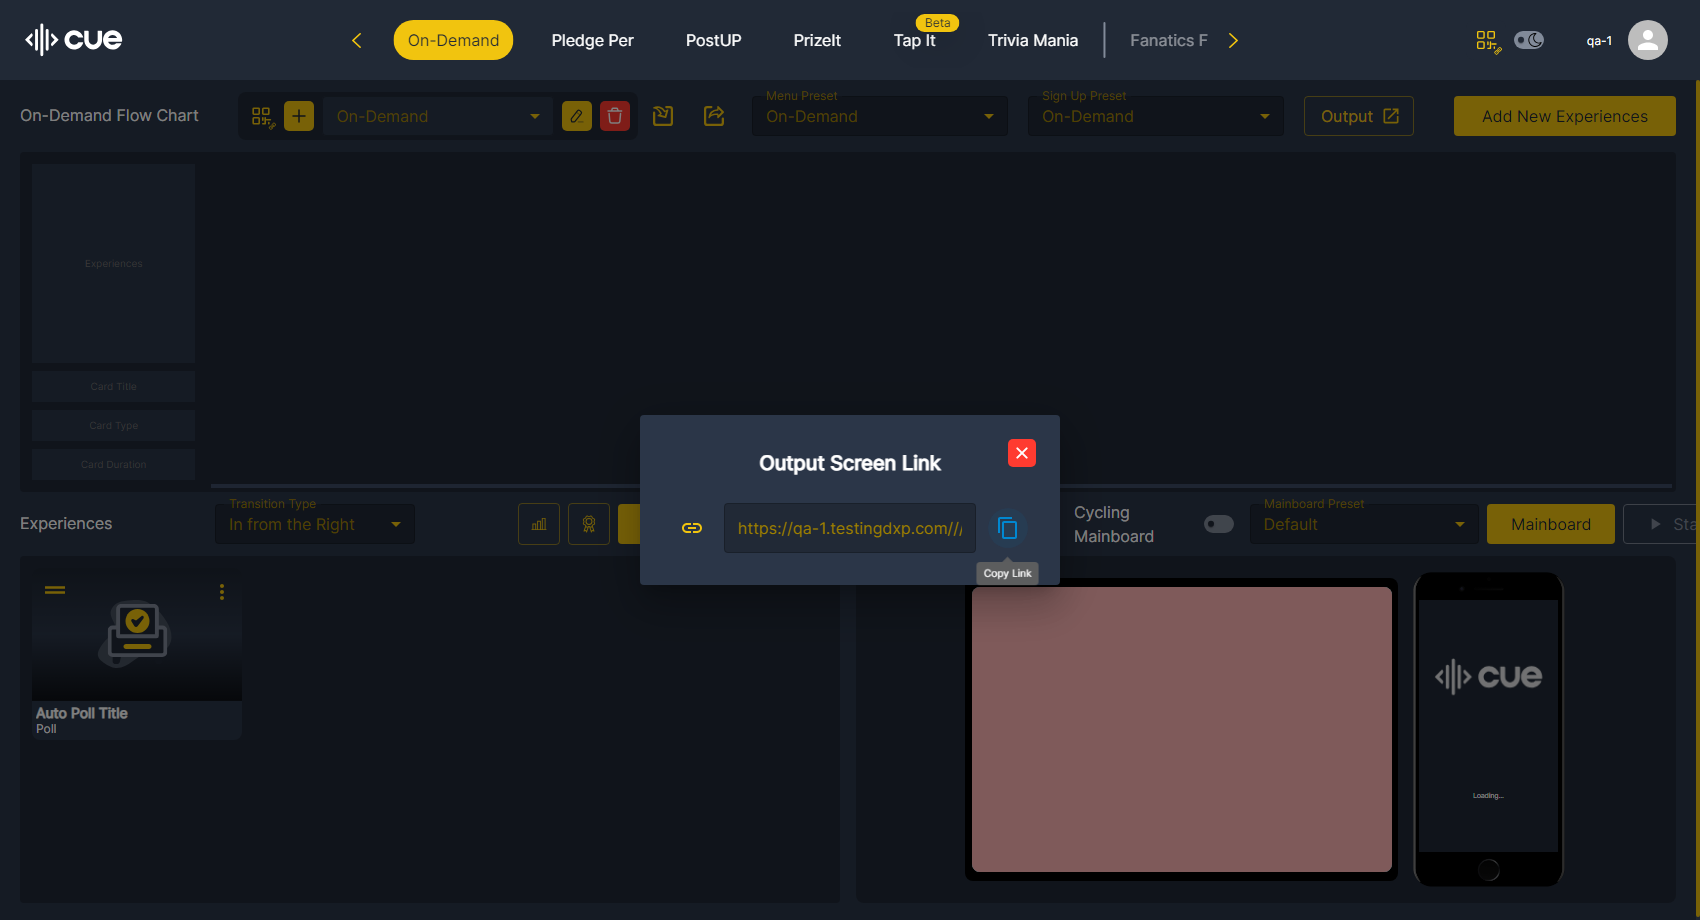 cue
On-Demand
Pledge Per
PostUP
PrizeIt
Beta
Tap It
Trivia Mania
Fanatics F
qa-1
On-Demand Flow Chart
On-Demand
Menu Preset
On-Demand
Sign Up Preset
On-Demand
Output
Add New Experiences
Experiences
Card Title
Card Type
Card Duration
Output Screen Link
https://qa-1.testingdxp.com///
Copy Link
Experiences
Transition Type
In from the Right
Cycling
Mainboard
Mainboard Preset
Default
Mainboard
Sta
Auto Poll Title
Poll
cue
Loading...